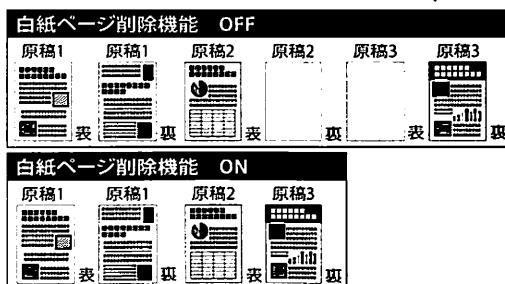 白紙ページ削除機能 OFF
原稿1 原稿1 原稿2 原稿2 原稿3 原稿3
表 裏 表 裏 表 裏
白紙ページ削除機能 ON
原稿1 原稿1 原稿2 原稿3
表 裏 表 裏